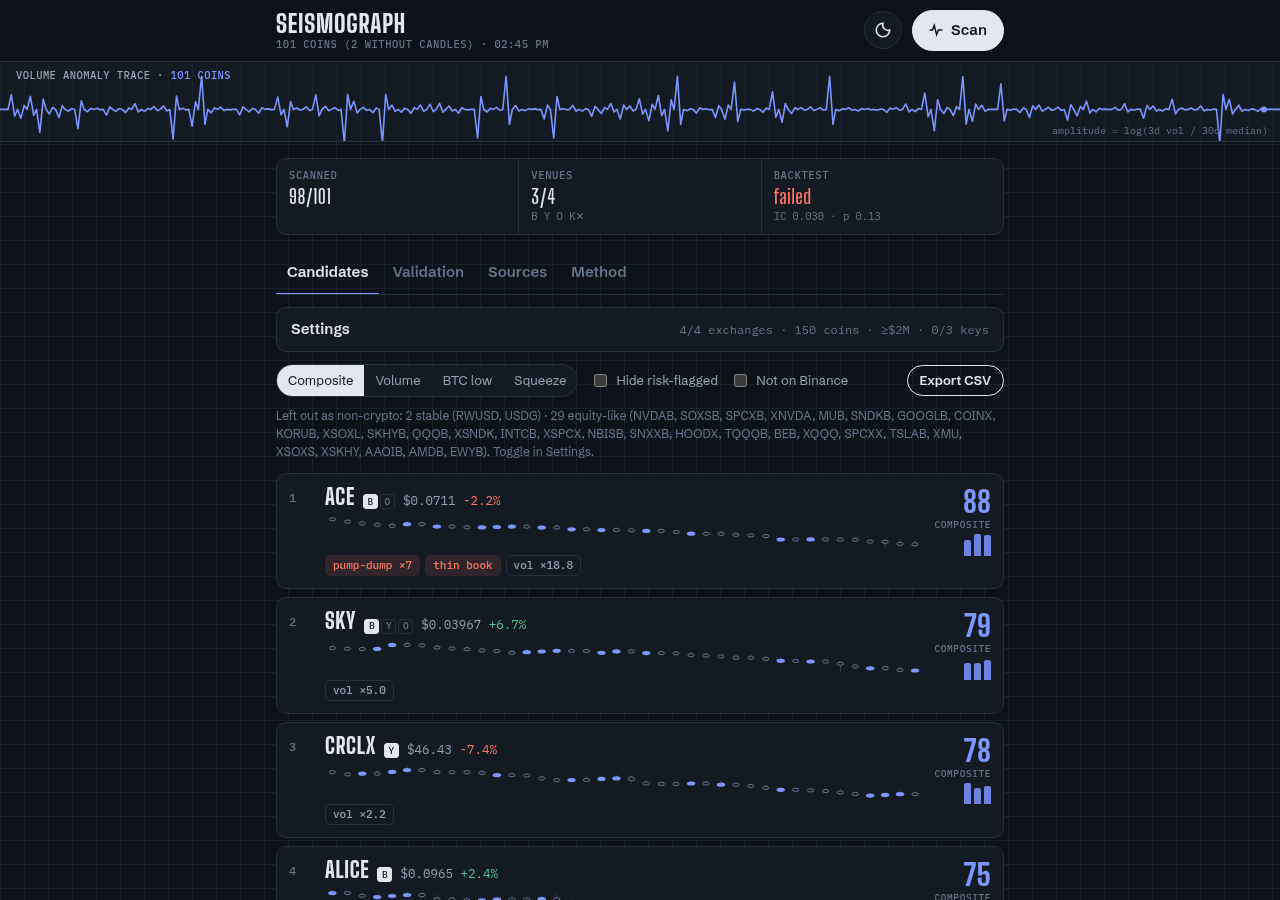 SEISMOGRAPH
101 COINS (2 WITHOUT CANDLES) · 02:45 PM
Scan
VOLUME ANOMALY TRACE · 101 COINS
amplitude = log(3d vol / 30d median)
SCANNED
98/101
VENUES
3/4
B Y O K×
BACKTEST
failed
IC 0.030 · p 0.13
Candidates Validation Sources Method
Settings
4/4 exchanges · 150 coins · ≥$2M · 0/3 keys
Composite Volume BTC low Squeeze Hide risk-flagged Not on Binance Export CSV
Left out as non-crypto: 2 stable (RWUSD, USDG) · 29 equity-like (NVDAB, SOXSB, SPCXB, XNVDA, MUB, SNDKB, GOOGLB, COINX,
KORUB, XSOXL, SKHYB, QQQB, XSNDK, INTCB, XSPCX, NBISB, SNXXB, HOODX, TQQQB, BEB, XQQQ, SPCXX, TSLAB, XMU,
XSOXS, XSKHY, AAOIB, AMDB, EWYB). Toggle in Settings.
1 ACE B O $0.0711 -2.2% 88
COMPOSITE
pump-dump ×7 thin book vol ×18.8
2 SKY B Y O $0.03967 +6.7% 79
COMPOSITE
vol ×5.0
3 CRCLX Y $46.43 -7.4% 78
COMPOSITE
vol ×2.2
4 ALICE B $0.0965 +2.4% 75
COMPOSITE